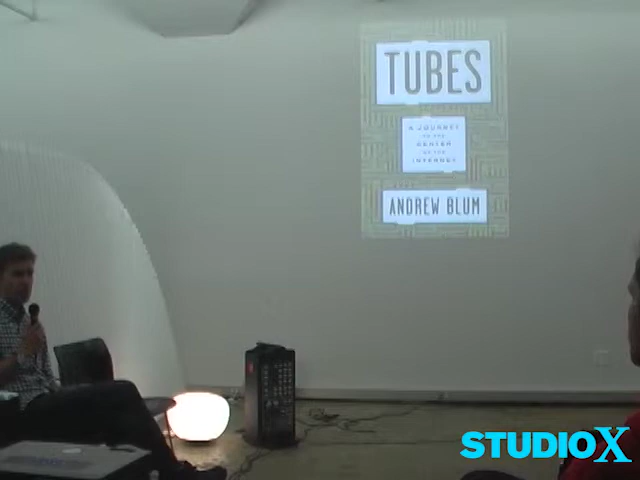 TUBES
A JOURNEY
TO THE
CENTER
OF THE
INTERNET
ANDREW BLUM
STUDIOX